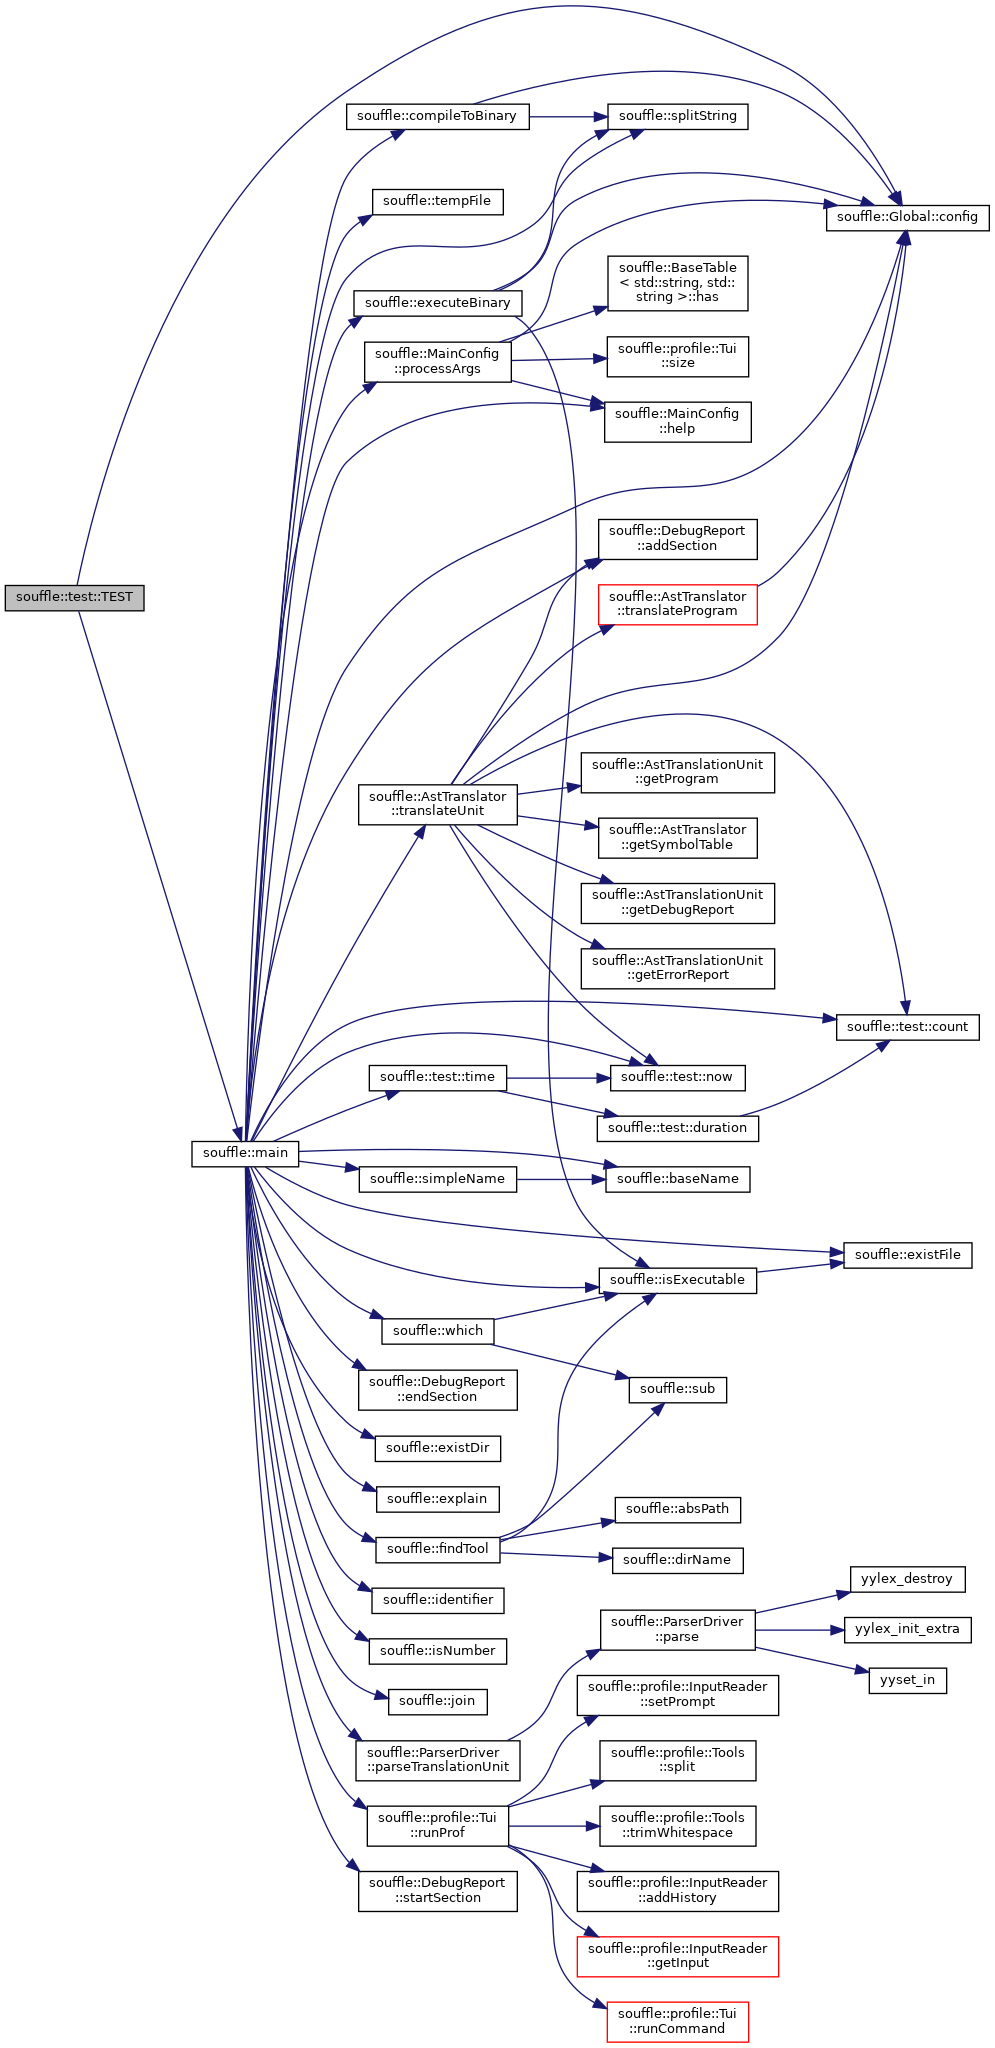 souffle::compileToBinary
souffle::splitString
souffle::tempFile
souffle::Global::config
souffle::BaseTable
< std::string, std::
string >::has
souffle::executeBinary
souffle::MainConfig
::processArgs
souffle::profile::Tui
::size
souffle::MainConfig
::help
souffle::DebugReport
::addSection
souffle::test::TEST
souffle::AstTranslator
::translateProgram
souffle::AstTranslationUnit
::getProgram
souffle::AstTranslator
::translateUnit
souffle::AstTranslator
::getSymbolTable
souffle::AstTranslationUnit
::getDebugReport
souffle::AstTranslationUnit
::getErrorReport
souffle::test::count
souffle::test::time
souffle::test::now
souffle::test::duration
souffle::main
souffle::simpleName
souffle::baseName
souffle::existFile
souffle::isExecutable
souffle::which
souffle::DebugReport
::endSection
souffle::sub
souffle::existDir
souffle::explain
souffle::absPath
souffle::findTool
souffle::dirName
yylex_destroy
souffle::identifier
souffle::ParserDriver
::parse
yylex_init_extra
souffle::isNumber
yyset_in
souffle::join
souffle::profile::InputReader
::setPrompt
souffle::ParserDriver
::parseTranslationUnit
souffle::profile::Tools
::split
souffle::profile::Tui
::runProf
souffle::profile::Tools
::trimWhitespace
souffle::DebugReport
::startSection
souffle::profile::InputReader
::addHistory
souffle::profile::InputReader
::getInput
souffle::profile::Tui
::runCommand